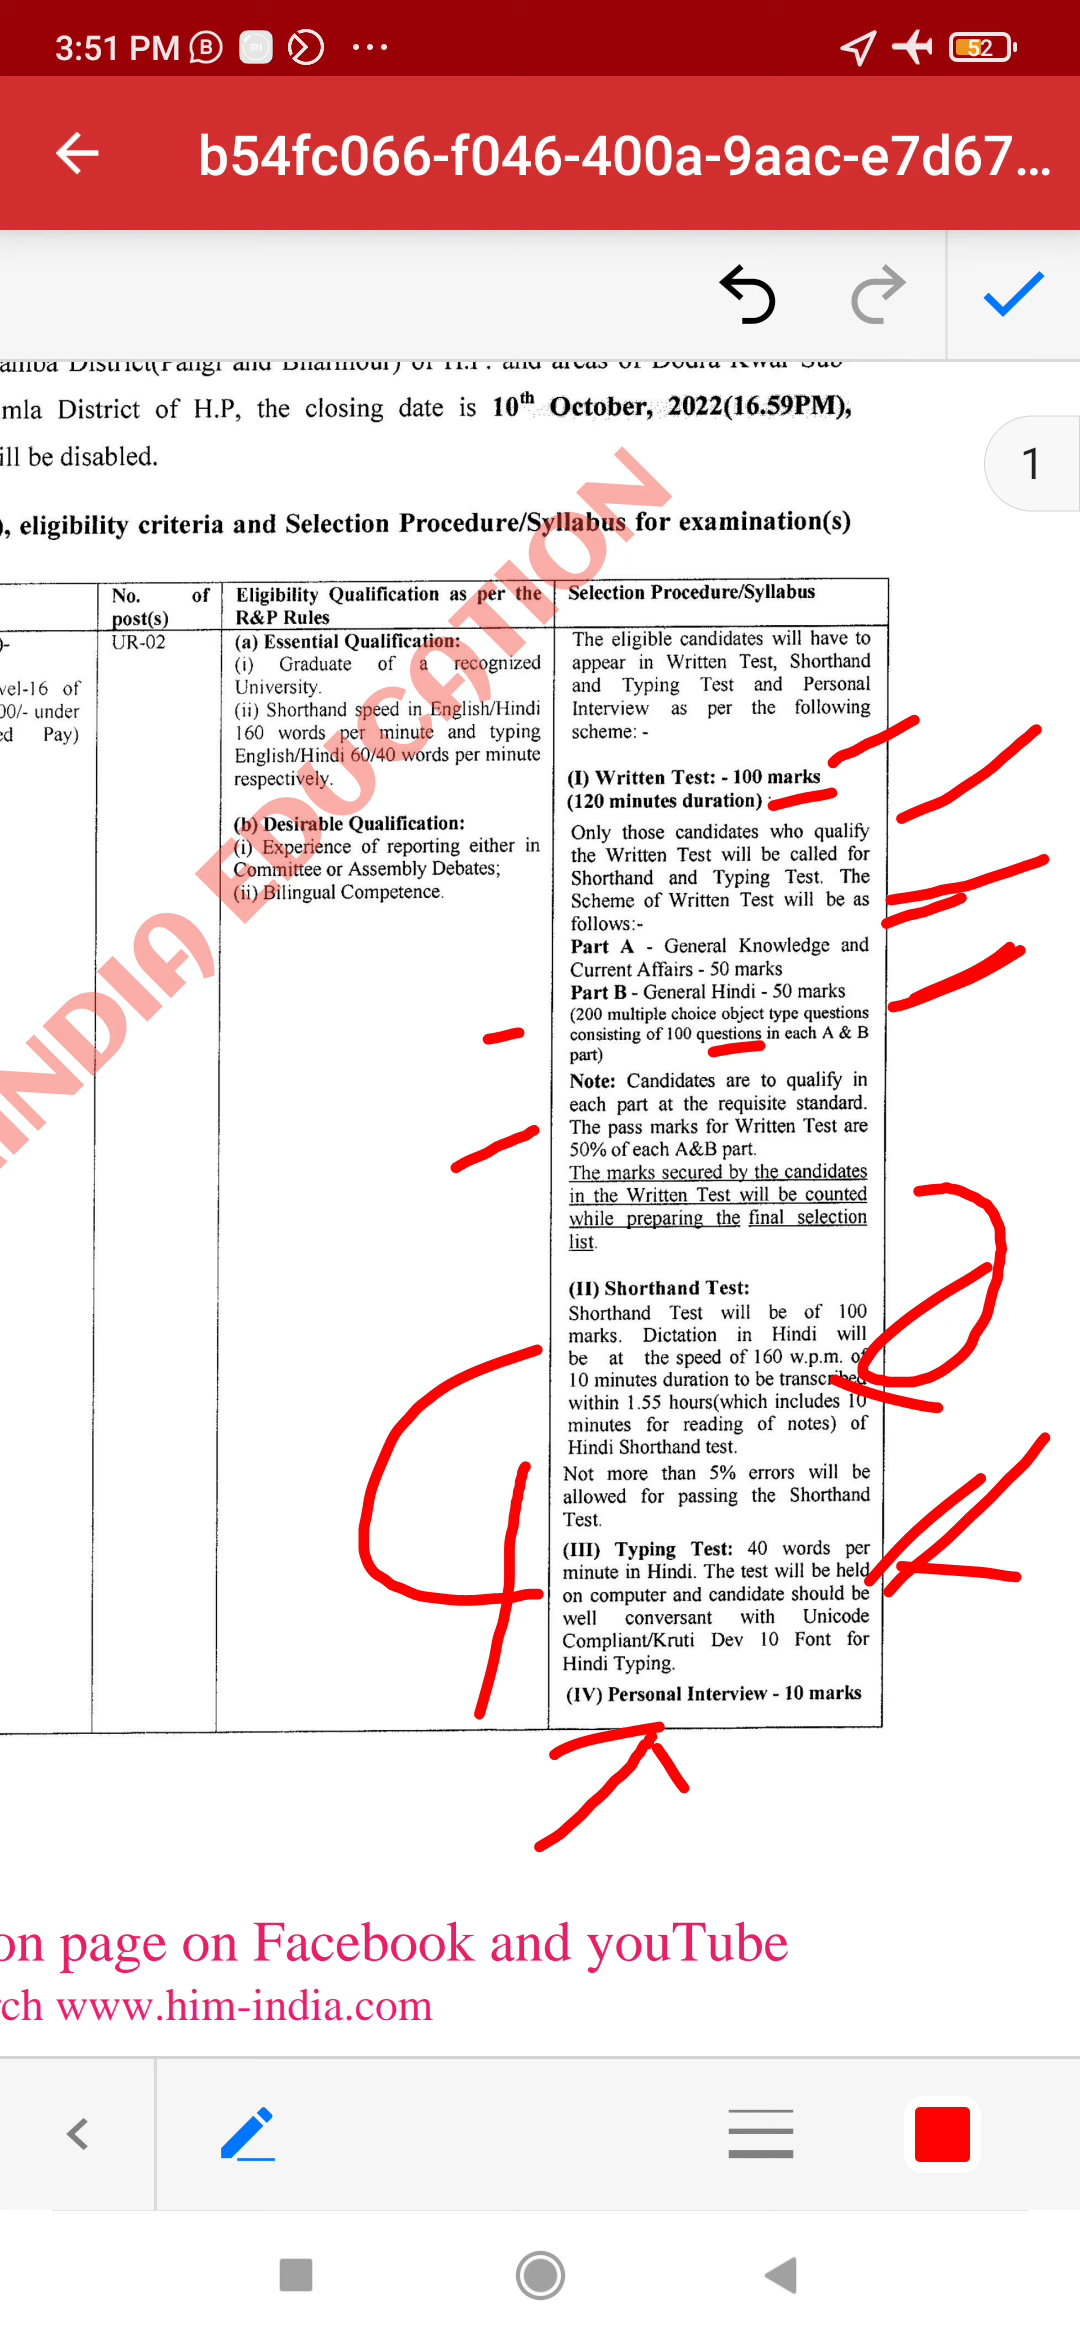 3:51 PM
52
b54fc066-f046-400a-9aac-e7d67...
1
District(Pangi and Bharmour) of H.P. and areas of Dodra Kwar Sub
mla District of H.P, the closing date is 10th October, 2022(16.59PM),
ill be disabled.
), eligibility criteria and Selection Procedure/Syllabus for examination(s)
No. of post(s)
Eligibility Qualification as per the
R&P Rules
Selection Procedure/Syllabus
vel-16 of
00/- under
ed Pay)
UR-02
(a) Essential Qualification:
(i) Graduate of a recognized
University.
(ii) Shorthand speed in English/Hindi
160 words per minute and typing
English/Hindi 60/40 words per minute
respectively.
(b) Desirable Qualification:
(i) Experience of reporting either in
Committee or Assembly Debates;
(ii) Bilingual Competence.
The eligible candidates will have to
appear in Written Test, Shorthand
and Typing Test and Personal
Interview as per the following
scheme: -
(I) Written Test: - 100 marks
(120 minutes duration)
Only those candidates who qualify
the Written Test will be called for
Shorthand and Typing Test. The
Scheme of Written Test will be as
follows:-
Part A - General Knowledge and
Current Affairs - 50 marks
Part B - General Hindi - 50 marks
(200 multiple choice object type questions
consisting of 100 questions in each A & B
part)
Note: Candidates are to qualify in
each part at the requisite standard.
The pass marks for Written Test are
50% of each A&B part.
The marks secured by the candidates
in the Written Test will be counted
while preparing the final selection
list.
(II) Shorthand Test:
Shorthand Test will be of 100
marks. Dictation in Hindi will
be at the speed of 160 w.p.m. of
10 minutes duration to be transcribed
within 1.55 hours(which includes 10
minutes for reading of notes) of
Hindi Shorthand test.
Not more than 5% errors will be
allowed for passing the Shorthand
Test.
(III) Typing Test: 40 words per
minute in Hindi. The test will be held
on computer and candidate should be
well conversant with Unicode
Compliant/Kruti Dev 10 Font for
Hindi Typing.
(IV) Personal Interview - 10 marks
INDIA EDUCATION
on page on Facebook and youTube
rch www.him-india.com